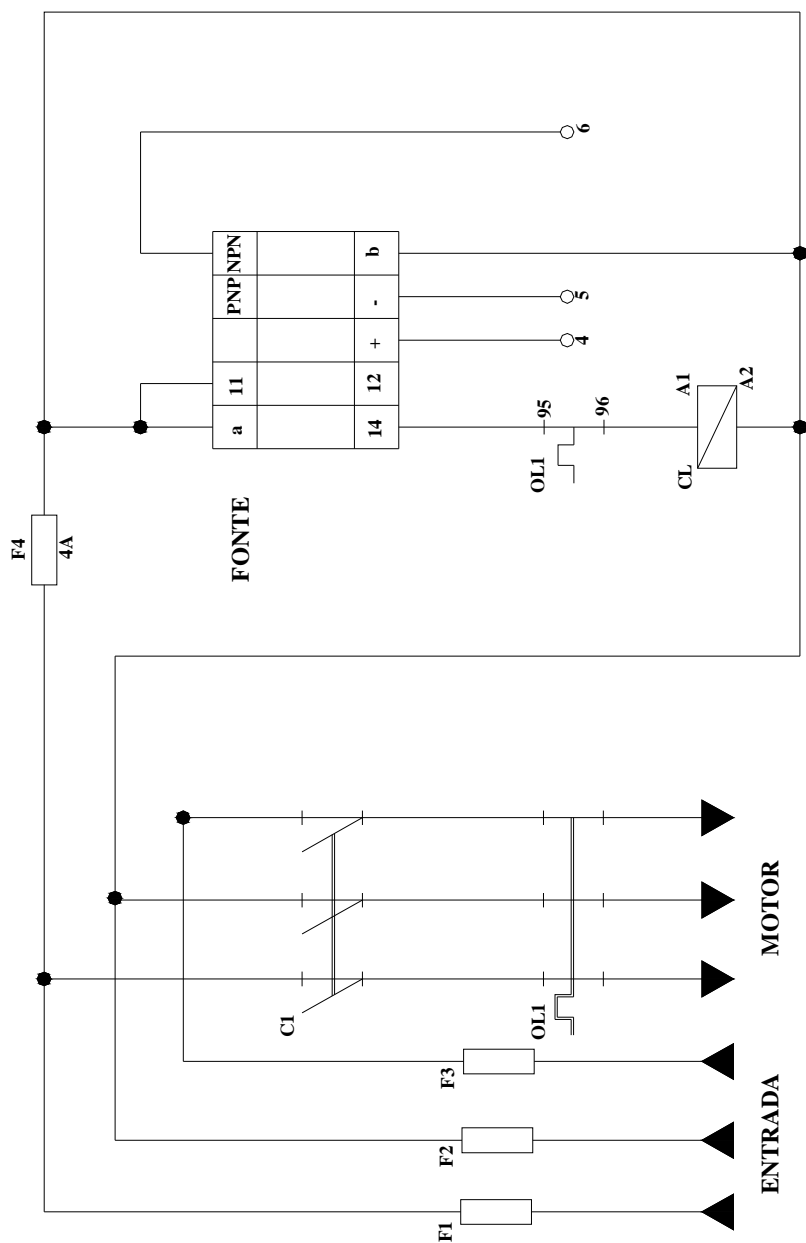 F4
4A
6
PNP NPN
11
a
b
-
+
12
14
5
4
FONTE
95
96
OL1
A1
A2
CL
C1
OL1
MOTOR
F3
F2
F1
ENTRADA